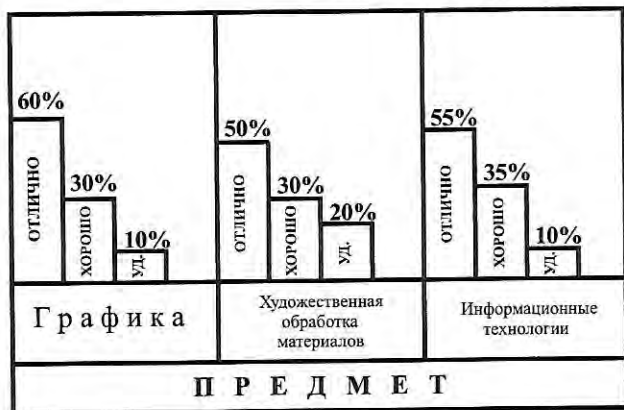 60%
ОТЛИЧНО
30%
ХОРОШО
10%
УД.
50%
ОТЛИЧНО
30%
ХОРОШО
20%
УД.
55%
ОТЛИЧНО
35%
ХОРОШО
10%
УД.
Графика
Художественная
обработка
материалов
Информационные
технологии
ПРЕДМЕТ